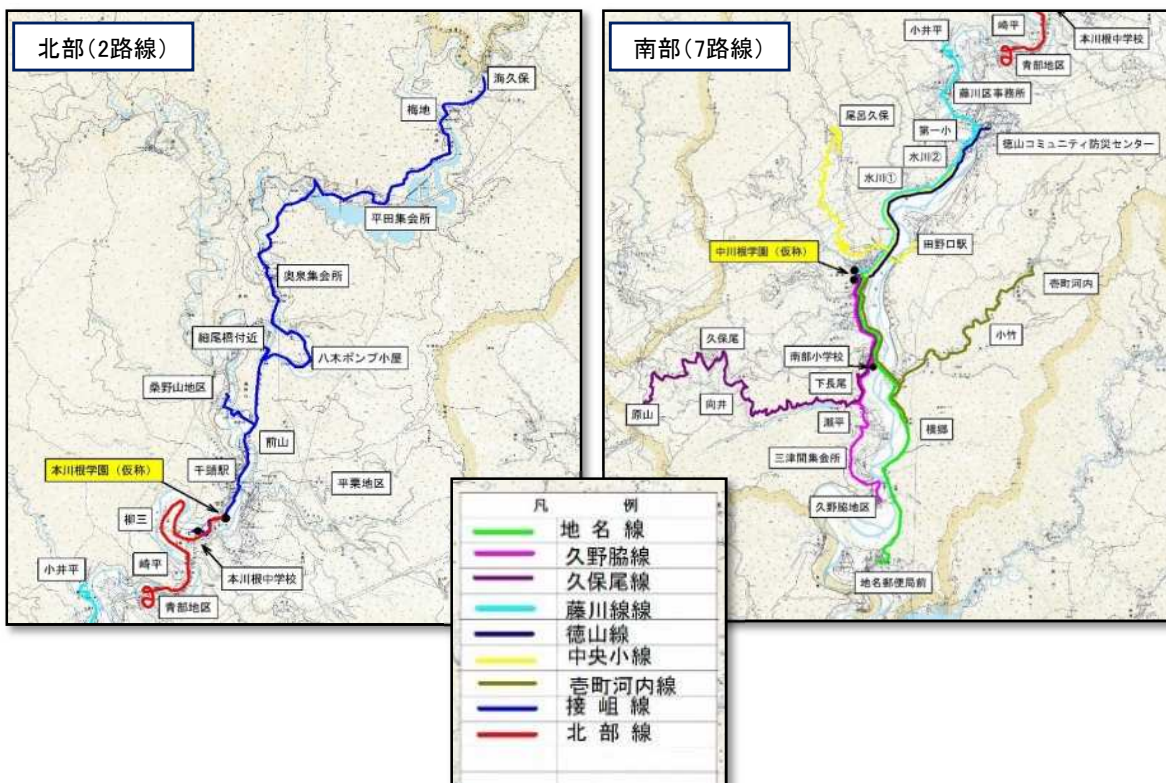 北部(2路線)
海久保
梅地
平田集会所
奥泉集会所
細尾橋付近
八木ポンプ小屋
桑野山地区
前山
本川根学園(仮称)
千頭駅
平栗地区
柳三
崎平
本川根中学校
小井平
青部地区
南部(7路線)
小井平
崎平
本川根中学校
青部地区
藤川区事務所
尾呂久保
第一小
徳山コミュニティ防災センター
水川②
水川①
田野口駅
中川根学園(仮称)
壱町河内
小竹
久保尾
南部小学校
下長尾
向井
原山
瀬平
横郷
三津間集会所
久野脇地区
地名郵便局前
凡 例
地名線
久野脇線
久保尾線
藤川線線
徳山線
中央小線
壱町河内線
接岨線
北部線